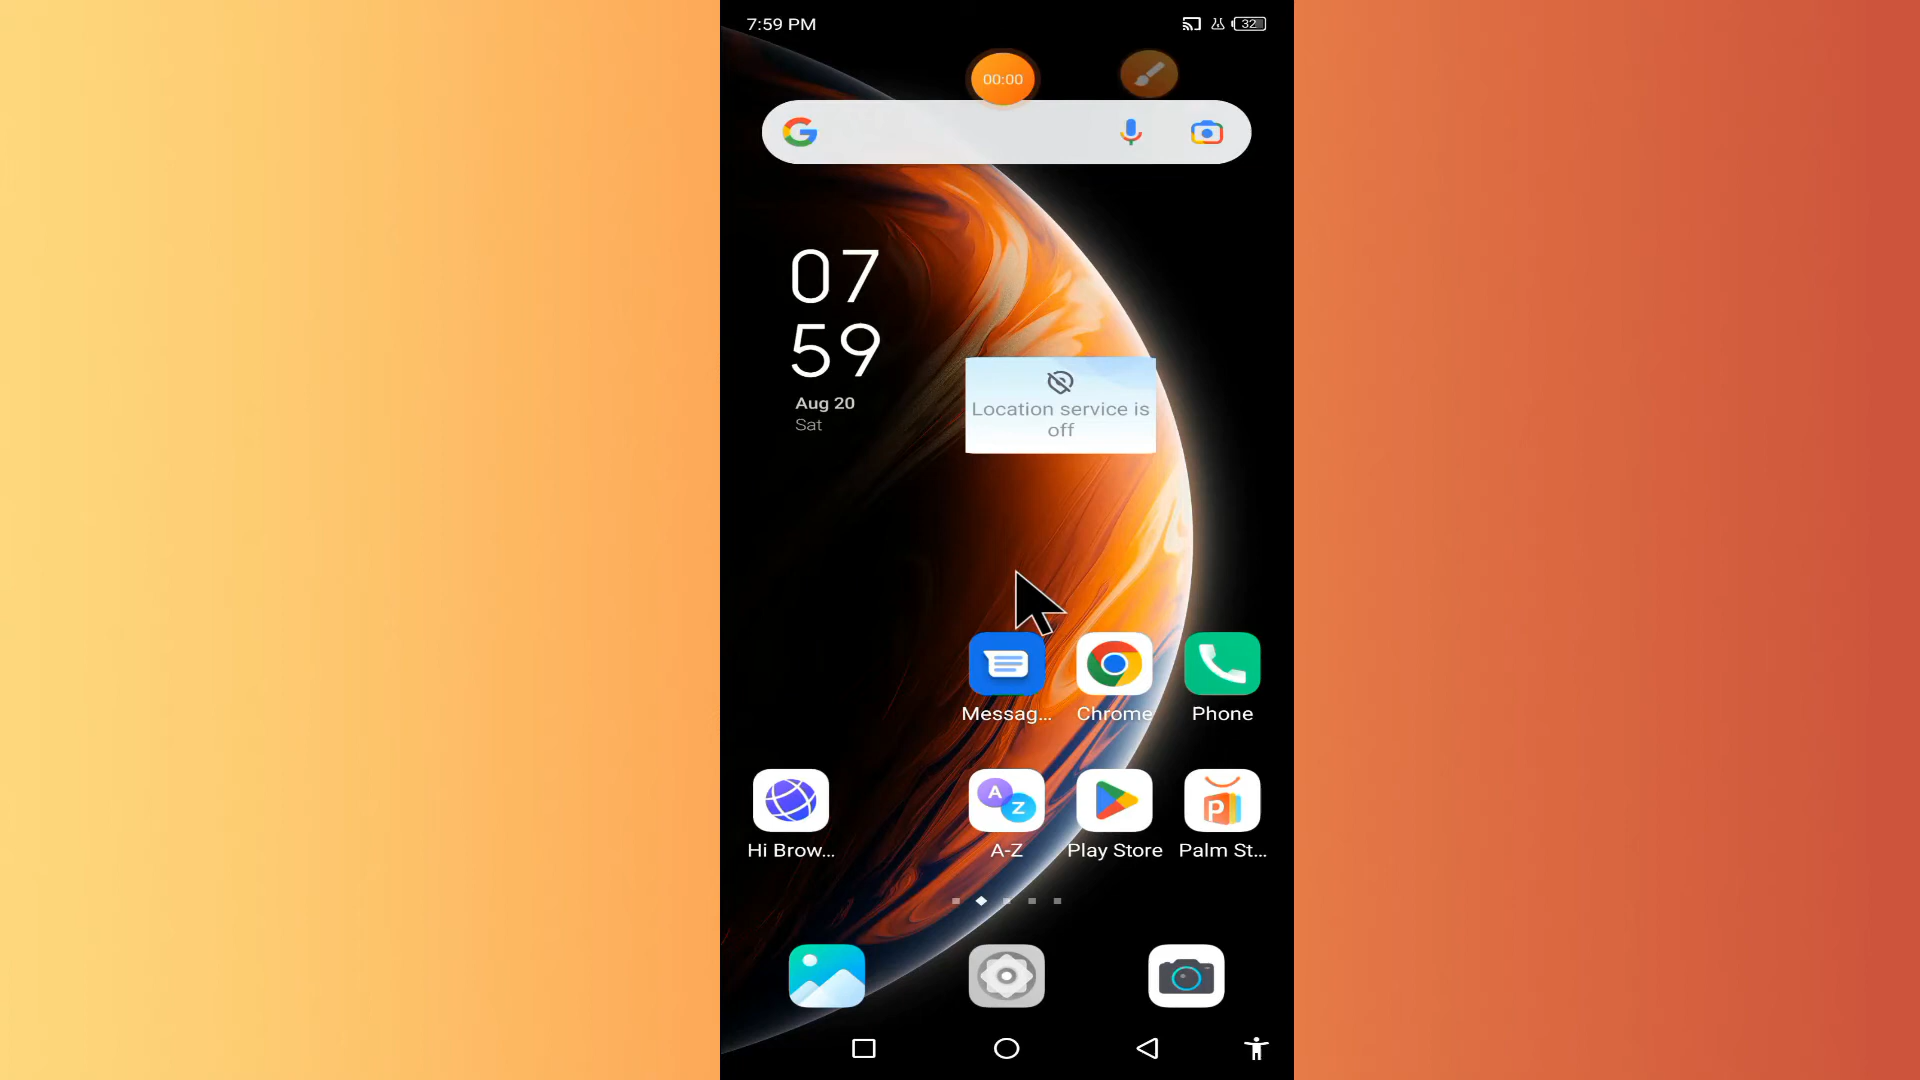 7:59 PM
32
00:00
07
59
Aug 20
Sat
Location service is
off
Messag...
Chrome
Phone
A
Z
P
Hi Brow...
A-Z
Play Store
Palm St...